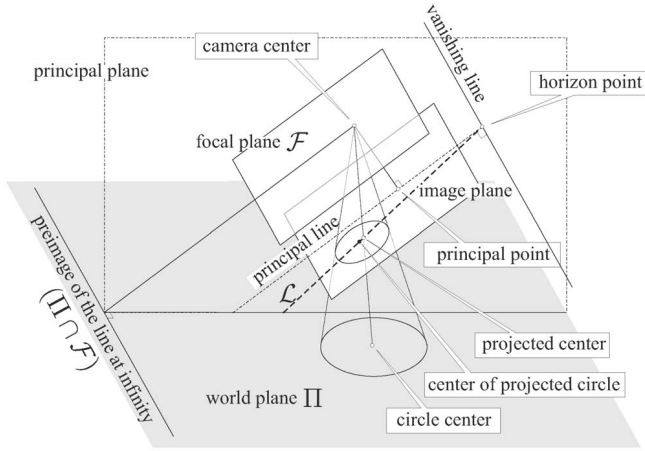 camera center
vanishing line
principal plane
horizon point
focal plane ℱ
image plane
principal line
principal point
preimage of the line at infinity
(Π ∩ ℱ)
ℒ
projected center
center of projected circle
world plane Π
circle center